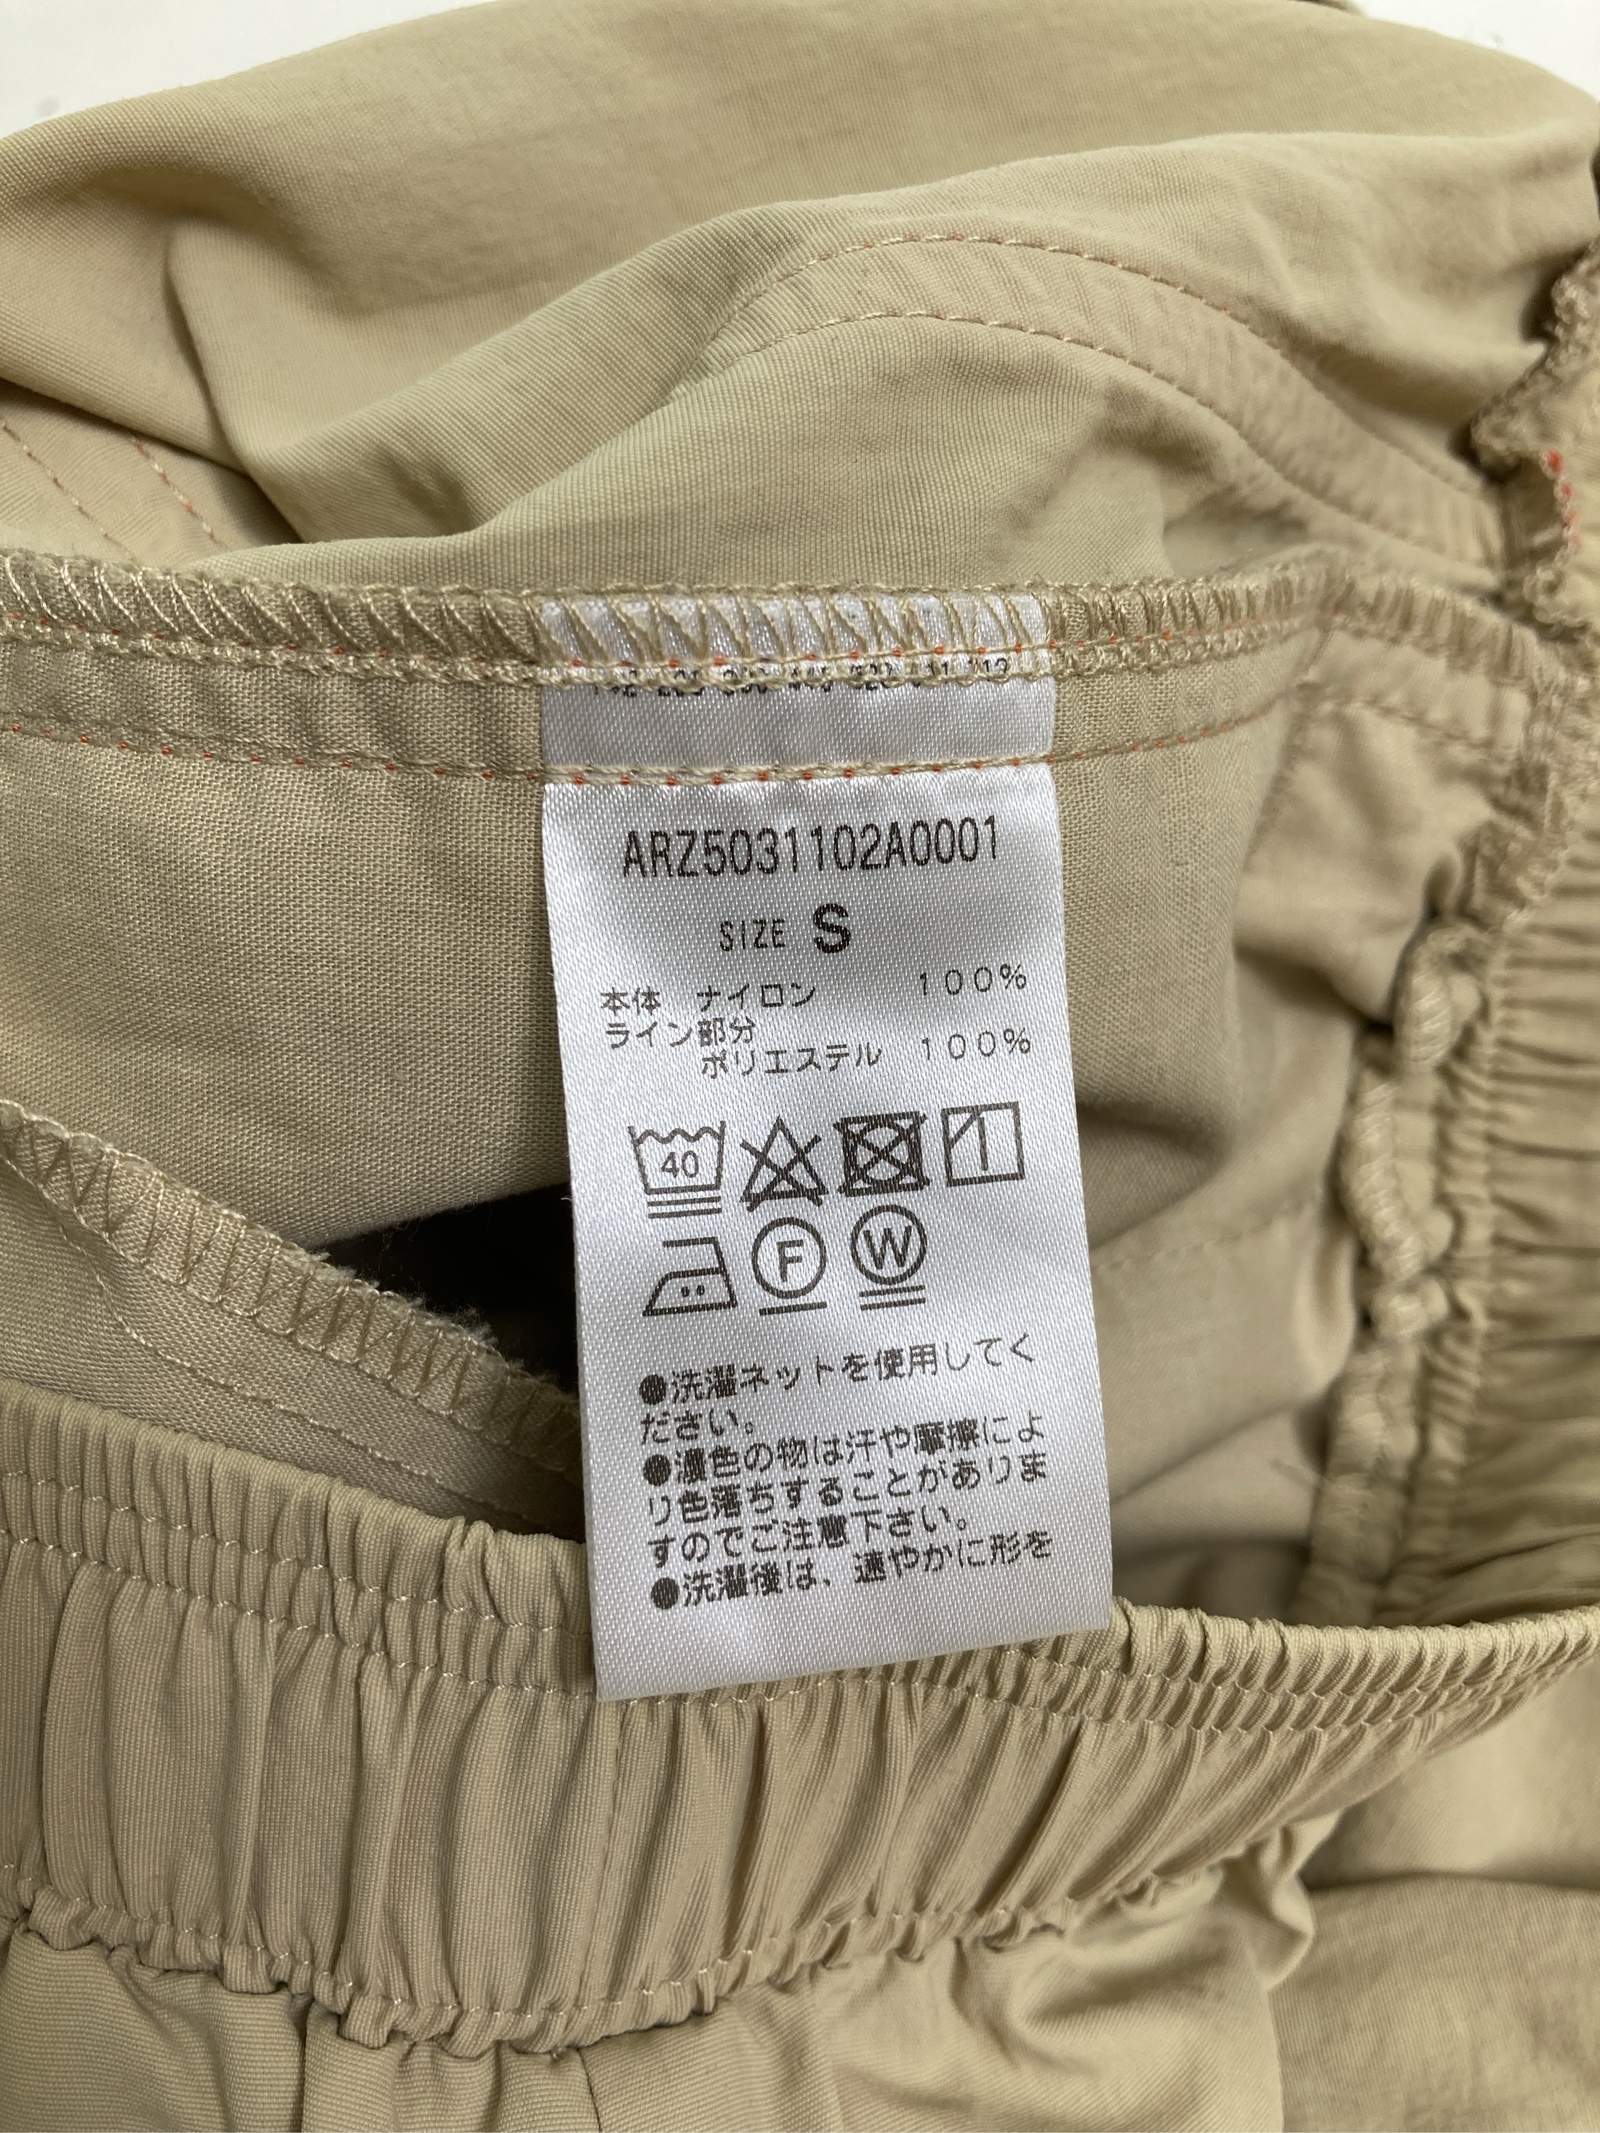 ARZ5031102A0001
SIZE S
本体 ナイロン 100%
ライン部分
ポリエステル 100%
40
F W
●洗濯ネットを使用してく
ださい。
●濃色の物は汗や摩擦によ
り色落ちすることがありま
すのでご注意下さい。
●洗濯後は、速やかに形を